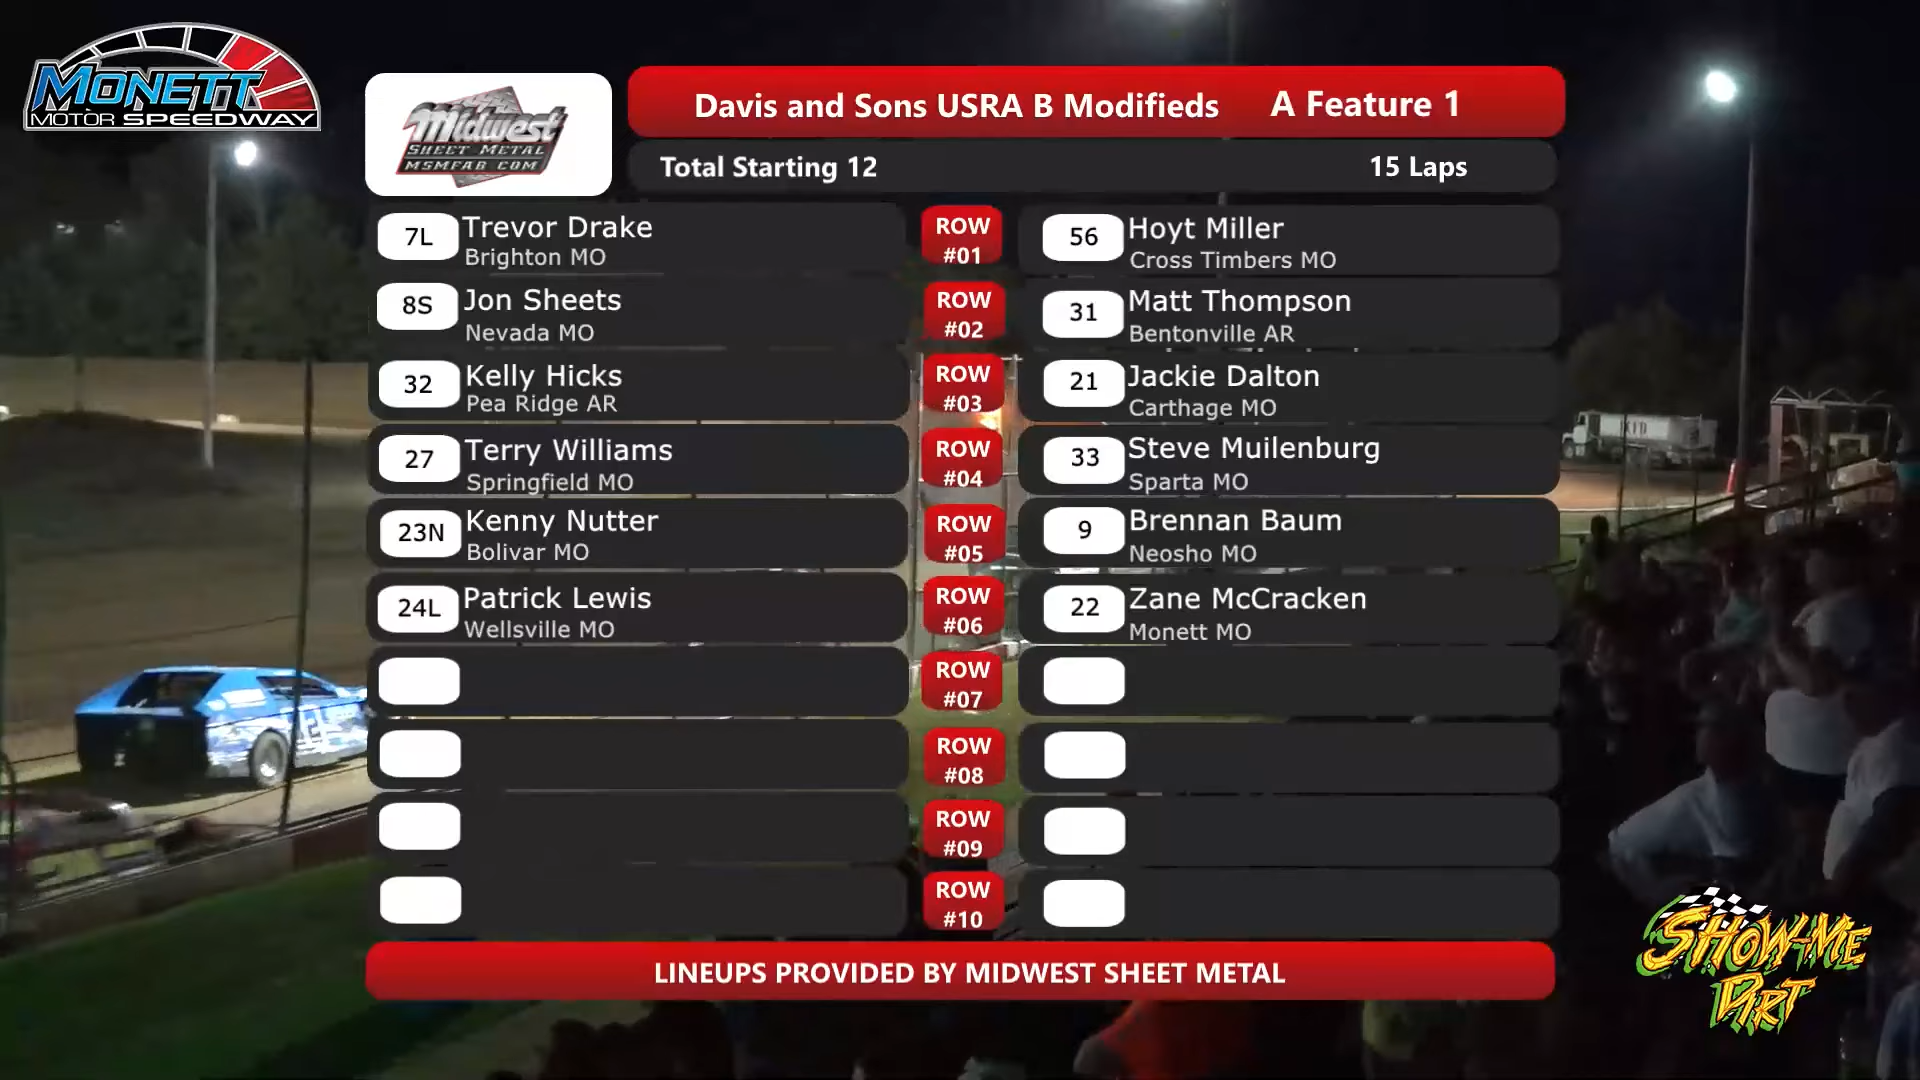 MONETT
MOTOR SPEEDWAY
Midwest
SHEET METAL
MSMFAB.COM
Davis and Sons USRA B Modifieds A Feature 1
Total Starting 12 15 Laps
7L Trevor Drake
Brighton MO
ROW
#01
56 Hoyt Miller
Cross Timbers MO
8S Jon Sheets
Nevada MO
ROW
#02
31 Matt Thompson
Bentonville AR
32 Kelly Hicks
Pea Ridge AR
ROW
#03
21 Jackie Dalton
Carthage MO
27 Terry Williams
Springfield MO
ROW
#04
33 Steve Muilenburg
Sparta MO
23N Kenny Nutter
Bolivar MO
ROW
#05
9 Brennan Baum
Neosho MO
24L Patrick Lewis
Wellsville MO
ROW
#06
22 Zane McCracken
Monett MO
ROW
#07
ROW
#08
ROW
#09
ROW
#10
LINEUPS PROVIDED BY MIDWEST SHEET METAL
SHOW-ME
DIRT